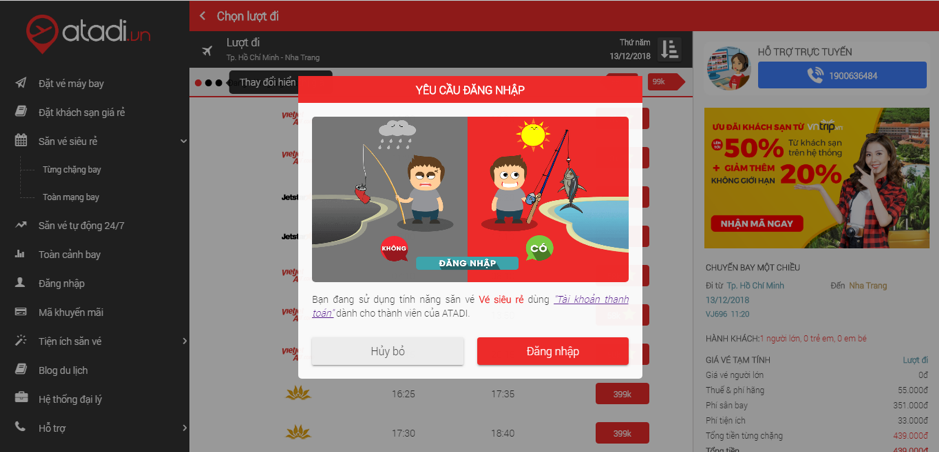 atadi.vn
Đặt vé máy bay
Đặt khách sạn giá rẻ
Săn vé siêu rẻ
Từng chặng bay
Toàn mạng bay
Săn vé tự động 24/7
Toàn cảnh bay
Đăng nhập
Mã khuyến mãi
Tiện ích săn vé
Blog du lịch
Hệ thống đại lý
Hỗ trợ
Chọn lượt đi
Lượt đi
Tp. Hồ Chí Minh - Nha Trang
Thứ năm
13/12/2018
Thay đổi hiển
99k
YÊU CẦU ĐĂNG NHẬP
KHÔNG
CÓ
ĐĂNG NHẬP
Bạn đang sử dụng tính năng săn vé Vé siêu rẻ dùng "Tài khoản thanh
toán" dành cho thành viên của ATADI.
Hủy bỏ
Đăng nhập
Jetst
Jetst
16:25 17:35 399k
17:30 18:40 399k
HỖ TRỢ TRỰC TUYẾN
1900636484
ƯU ĐÃI KHÁCH SẠN TỪ vntrip.vn
50% Từ khách sạn
trên hệ thống
+ GIẢM THÊM 20%
KHÔNG GIỚI HẠN
NHẬN MÃ NGAY
CHUYẾN BAY MỘT CHIỀU
Đi từ Tp. Hồ Chí Minh Đến Nha Trang
13/12/2018
VJ696 11:20
HÀNH KHÁCH:1 người lớn, 0 trẻ em, 0 em bé
GIÁ VÉ TẠM TÍNH Lượt đi
Giá vé người lớn 0đ
Thuế & phí hãng 55.000đ
Phí sân bay 351.000đ
Phí tiện ích 33.000đ
Tổng tiền từng chặng 439.000đ
Tổng tiền 439.000đ